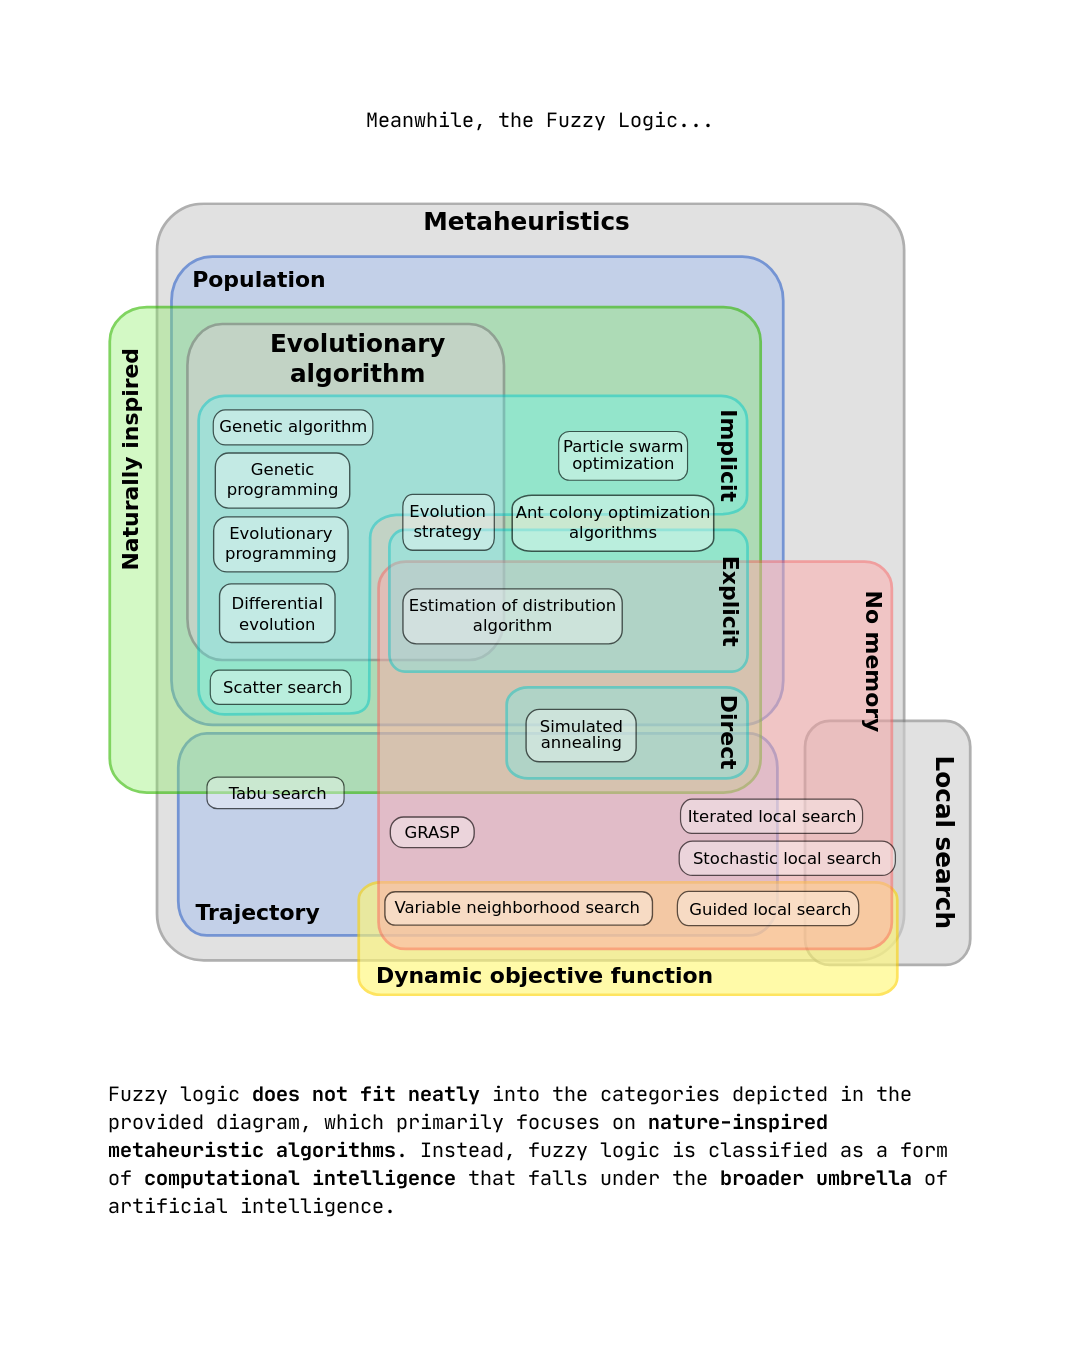 Meanwhile, the Fuzzy Logic...
Metaheuristics
Population
Naturally inspired
Evolutionary
algorithm
Implicit
Genetic algorithm
Particle swarm
optimization
Genetic
programming
Evolution
strategy
Ant colony optimization
algorithms
Evolutionary
programming
Explicit
Differential
evolution
Estimation of distribution
algorithm
No memory
Scatter search
Direct
Simulated
annealing
Local search
Tabu search
GRASP
Iterated local search
Stochastic local search
Trajectory
Variable neighborhood search
Guided local search
Dynamic objective function
Fuzzy logic does not fit neatly into the categories depicted in the
provided diagram, which primarily focuses on nature-inspired
metaheuristic algorithms. Instead, fuzzy logic is classified as a form
of computational intelligence that falls under the broader umbrella of
artificial intelligence.